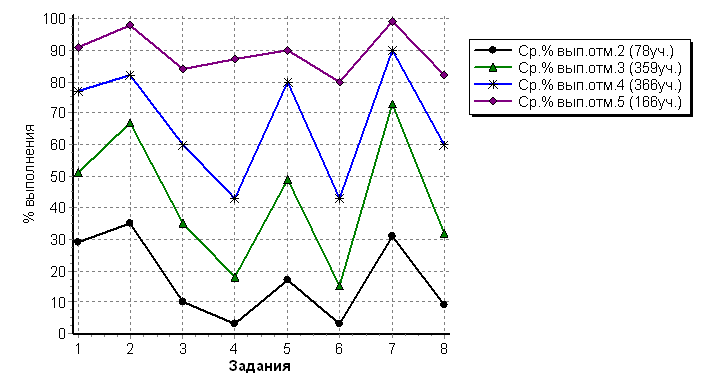 100
90
80
70
60
50
40
30
20
10
0
% выполнения
1 2 3 4 5 6 7 8
Задания
Ср.% вып.отм.2 (78уч.)
Ср.% вып.отм.3 (359уч.)
Ср.% вып.отм.4 (366уч.)
Ср.% вып.отм.5 (166уч.)